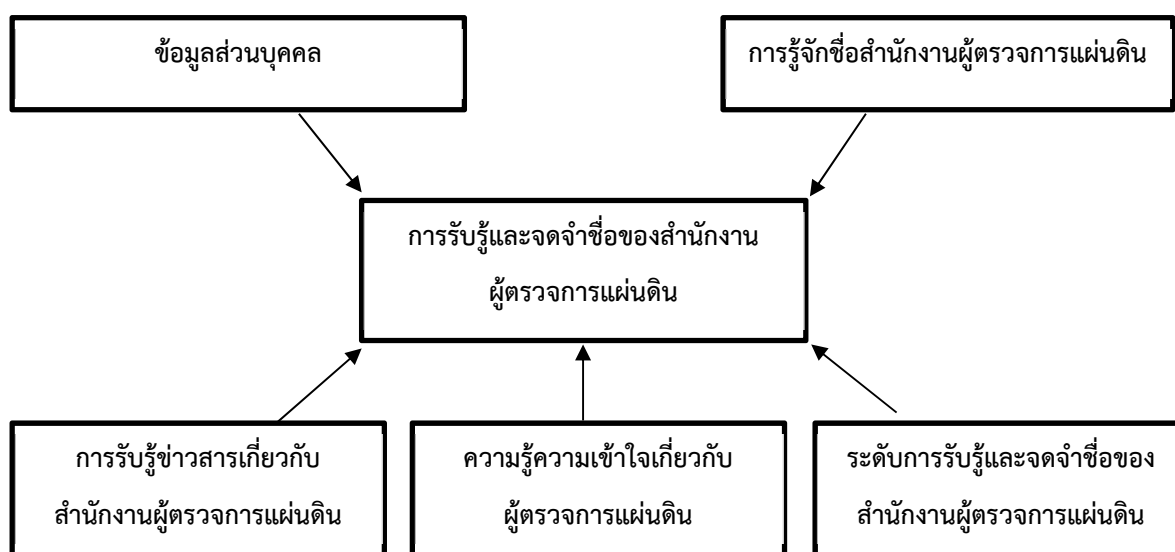 ข้อมูลส่วนบุคคล
การรู้จักชื่อสำนักงานผู้ตรวจการแผ่นดิน
การรับรู้และจดจำชื่อของสำนักงาน
ผู้ตรวจการแผ่นดิน
การรับรู้ข่าวสารเกี่ยวกับ
สำนักงานผู้ตรวจการแผ่นดิน
ความรู้ความเข้าใจเกี่ยวกับ
ผู้ตรวจการแผ่นดิน
ระดับการรับรู้และจดจำชื่อของ
สำนักงานผู้ตรวจการแผ่นดิน